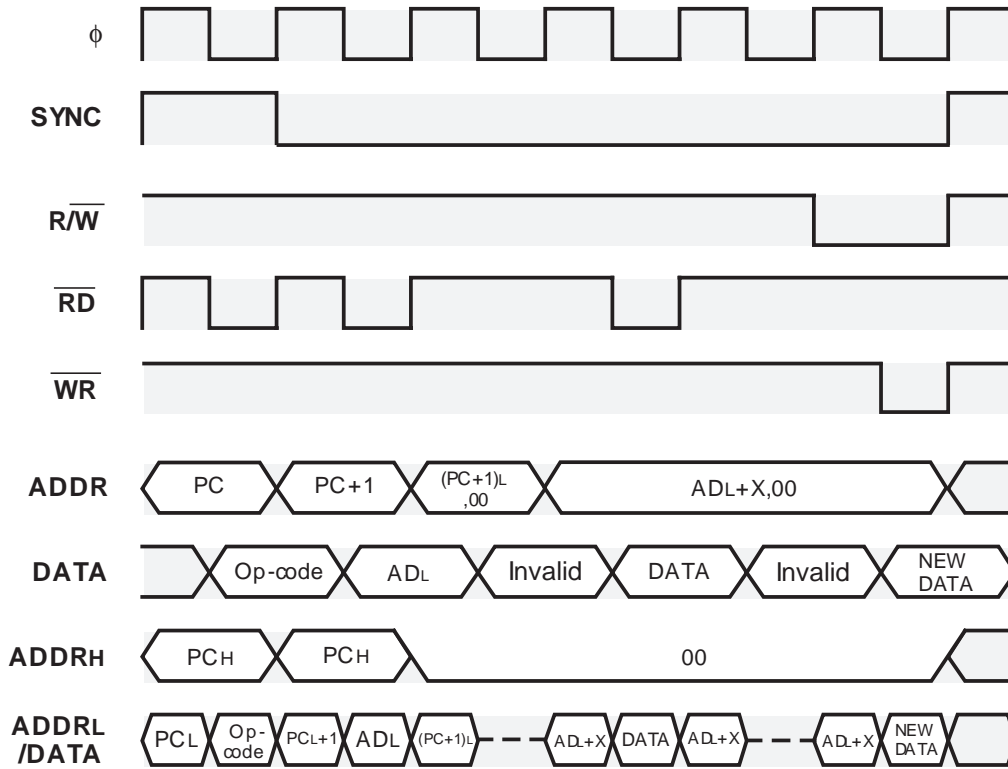 ϕ
SYNC
R/W̅
R̅D̅
W̅R̅
ADDR
PC
PC+1
(PC+1)L
,00
ADL+X,00
DATA
Op-code
ADL
Invalid
DATA
Invalid
NEW
DATA
ADDRH
PCH
PCH
00
ADDRL
/DATA
PCL
Op-
code
PCL+1
ADL
(PC+1)L
ADL+X
DATA
ADL+X
ADL+X
NEW
DATA